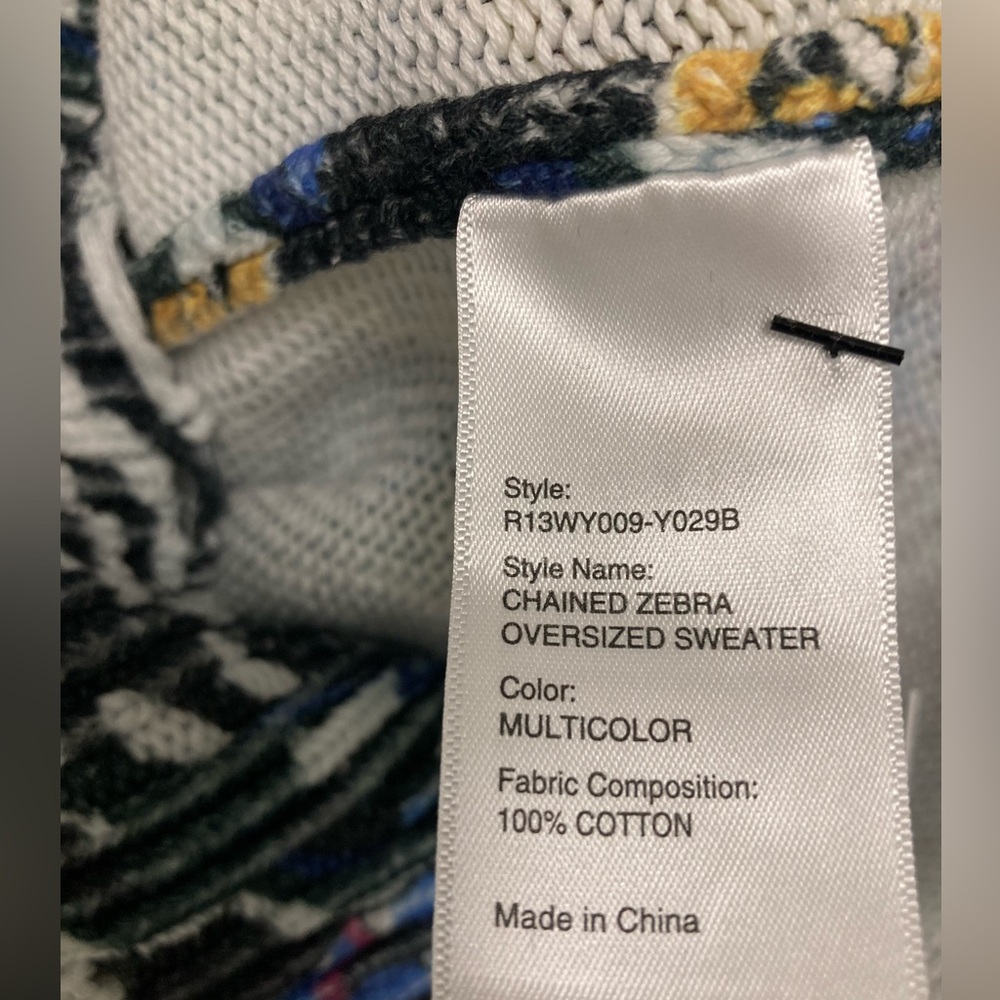 Style:
R13WY009-Y029B
Style Name:
CHAINED ZEBRA
OVERSIZED SWEATER
Color:
MULTICOLOR
Fabric Composition:
100% COTTON
Made in China